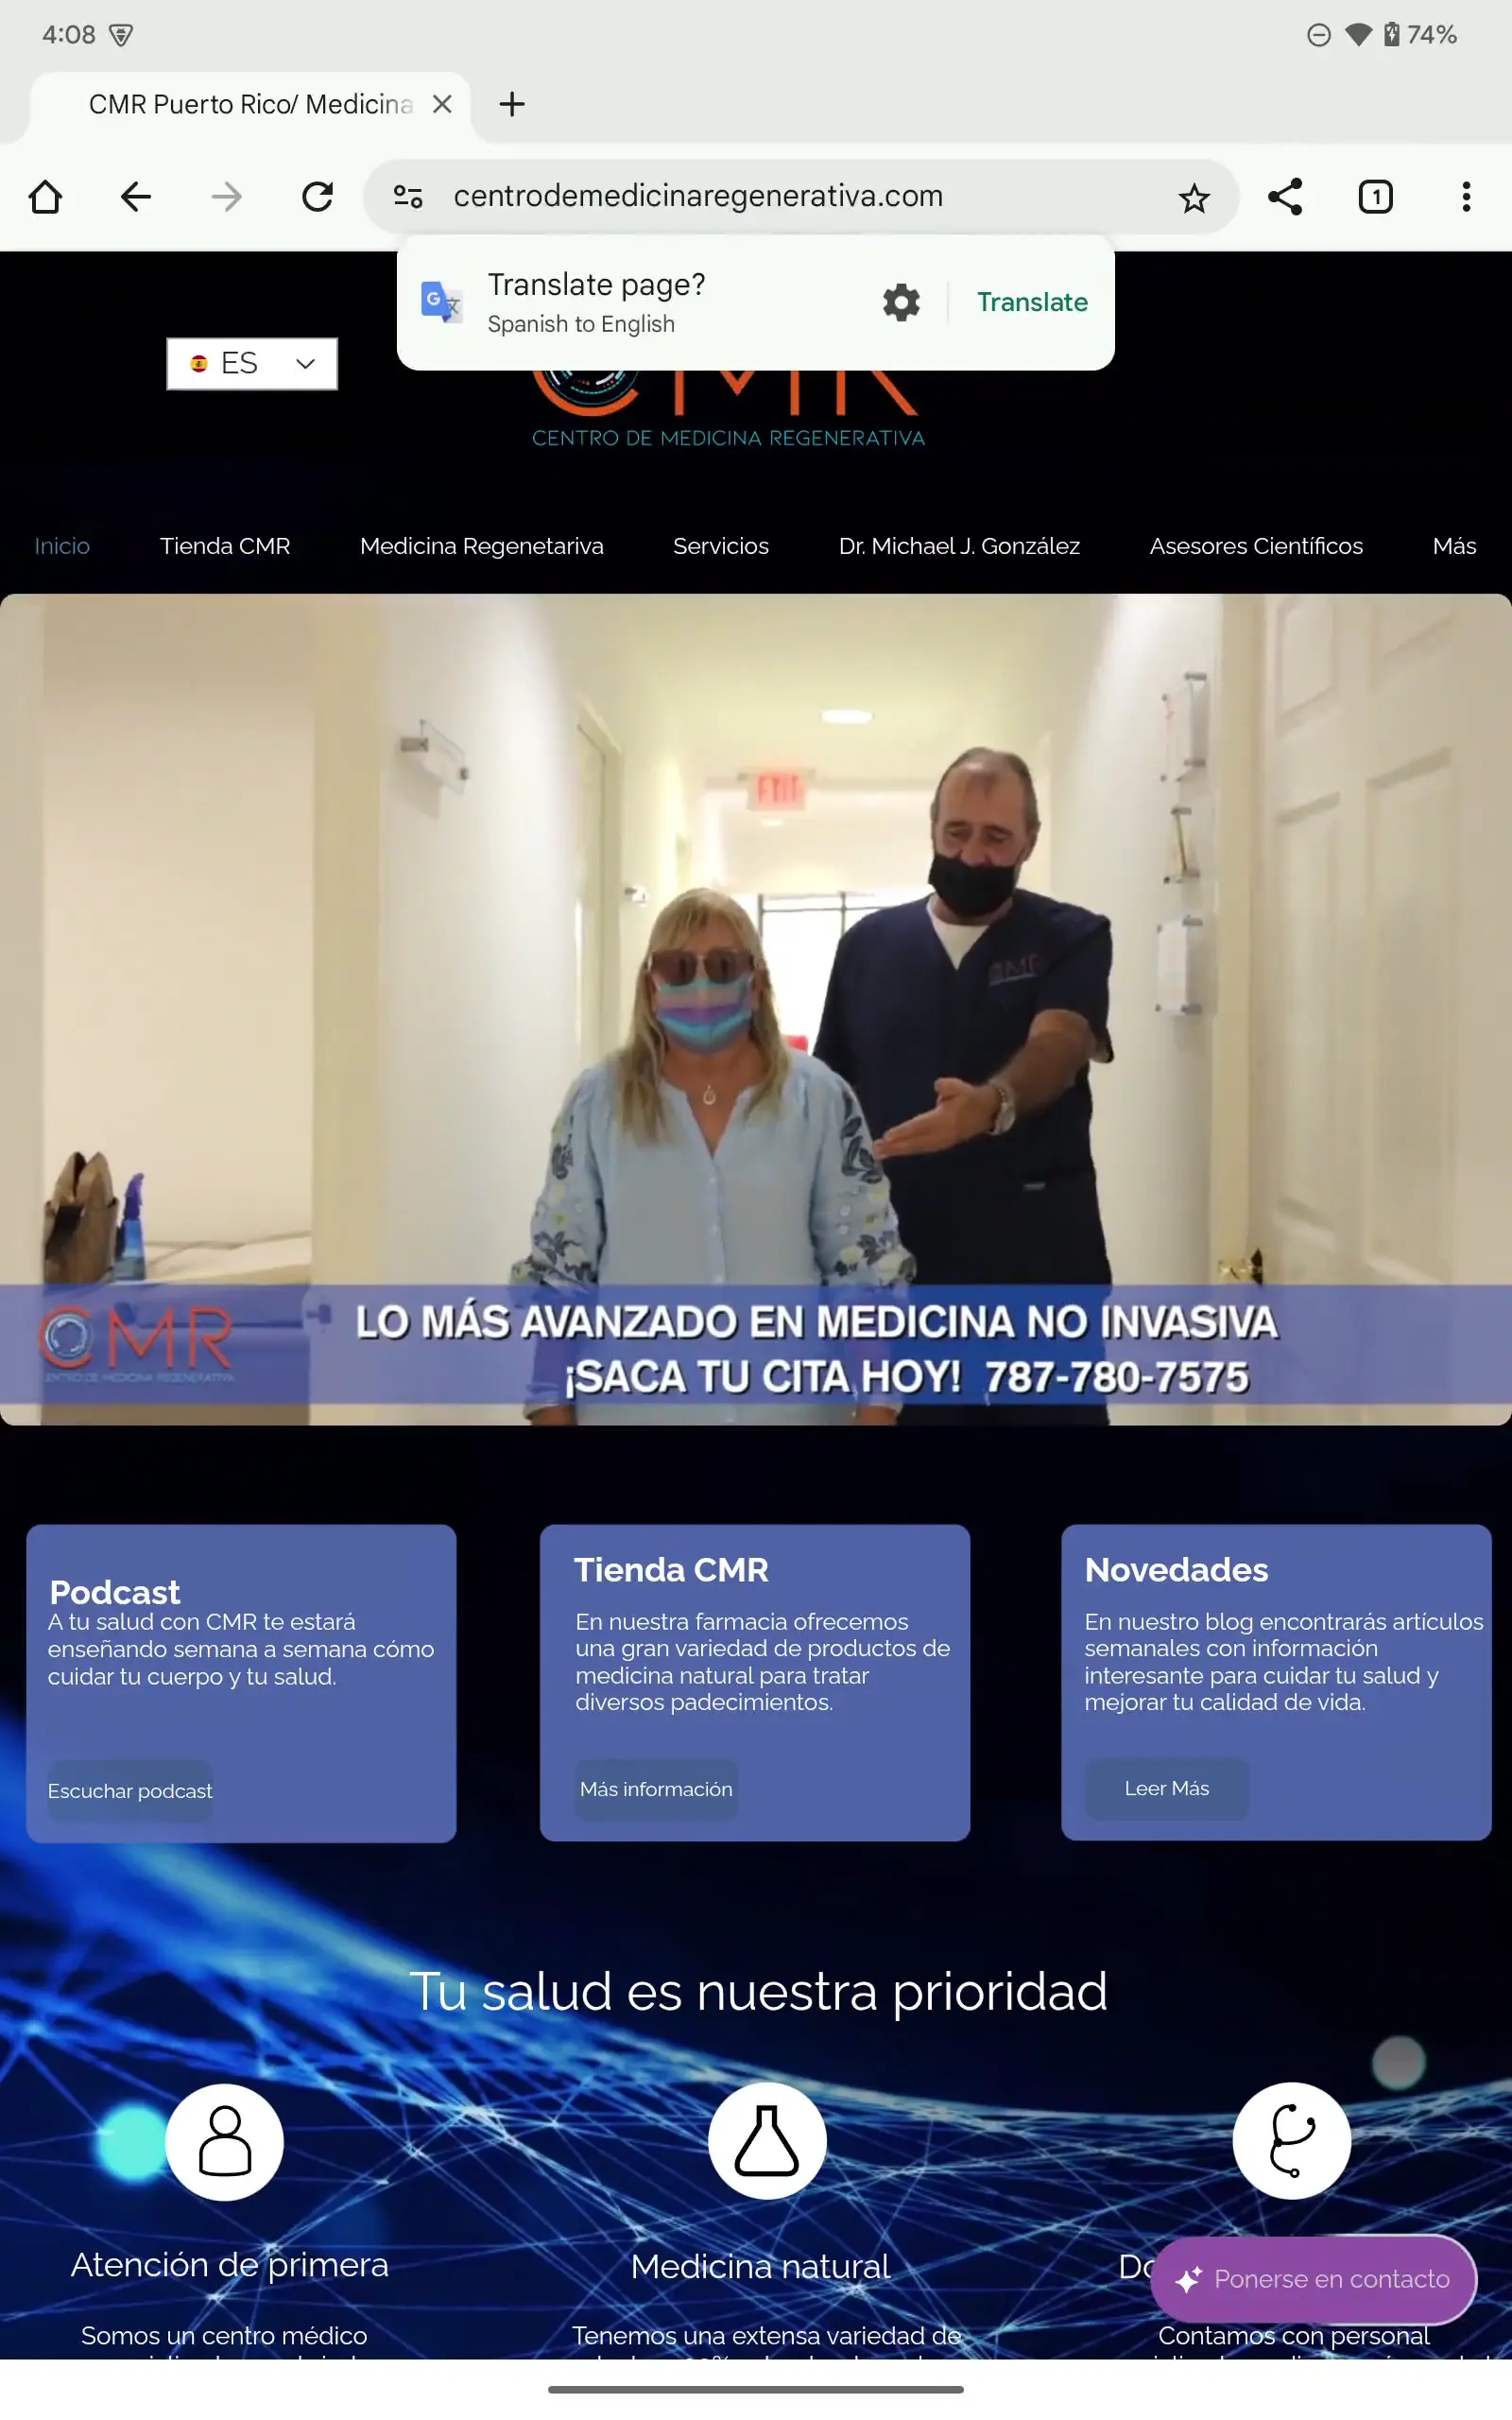 4:08
74%
CMR Puerto Rico/ Medicina
centrodemedicinaregenerativa.com
1
Translate page?
Spanish to English
Translate
ES
CMR
CENTRO DE MEDICINA REGENERATIVA
Inicio
Tienda CMR
Medicina Regenetariva
Servicios
Dr. Michael J. González
Asesores Científicos
Más
EXIT
CMR
CMR
ENTRO DE MEDICINA REGENERATIVA
LO MÁS AVANZADO EN MEDICINA NO INVASIVA
¡SACA TU CITA HOY! 787-780-7575
Podcast
A tu salud con CMR te estará
enseñando semana a semana cómo
cuidar tu cuerpo y tu salud.
Escuchar podcast
Tienda CMR
En nuestra farmacia ofrecemos
una gran variedad de productos de
medicina natural para tratar
diversos padecimientos.
Más información
Novedades
En nuestro blog encontrarás artículos
semanales con información
interesante para cuidar tu salud y
mejorar tu calidad de vida.
Leer Más
Tu salud es nuestra prioridad
Atención de primera
Somos un centro médico
Medicina natural
Tenemos una extensa variedad de
Ponerse en contacto
Contamos con personal